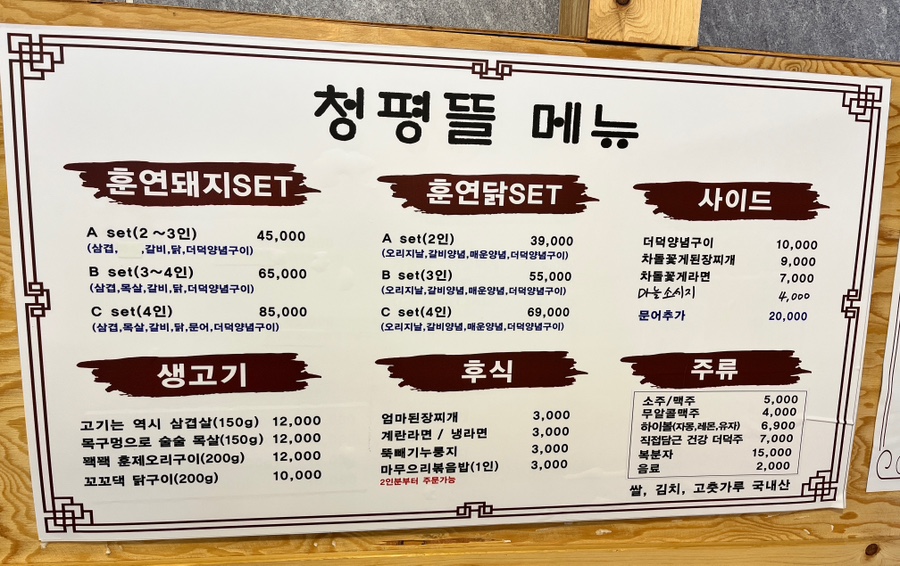 청평뜰 메뉴
훈연돼지SET
A set(2～3인) 45,000
(삼겹, ,갈비,닭,더덕양념구이)
B set(3～4인) 65,000
(삼겹,목살,갈비,닭,더덕양념구이)
C set(4인) 85,000
(삼겹,목살,갈비,닭,문어,더덕양념구이)
훈연닭SET
A set(2인) 39,000
(오리지날,갈비양념,매운양념,더덕양념구이)
B set(3인) 55,000
(오리지날,갈비양념,매운양념,더덕양념구이)
C set(4인) 69,000
(오리지날,갈비양념,매운양념,더덕양념구이)
사이드
더덕양념구이 10,000
차돌꽃게된장찌개 9,000
차돌꽃게라면 7,000
마늘소시지 4,000
문어추가 20,000
생고기
고기는 역시 삼겹살(150g) 12,000
목구멍으로 술술 목살(150g) 12,000
꽥꽥 훈제오리구이(200g) 12,000
꼬꼬댁 닭구이(200g) 10,000
후식
엄마된장찌개 3,000
계란라면 / 냉라면 3,000
뚝빼기누룽지 3,000
마무으리볶음밥(1인) 3,000
2인분부터 주문가능
주류
소주/맥주 5,000
무알콜맥주 4,000
하이볼(자몽,레몬,유자) 6,900
직접담근 건강 더덕주 7,000
복분자 15,000
음료 2,000
쌀, 김치, 고춧가루 국내산